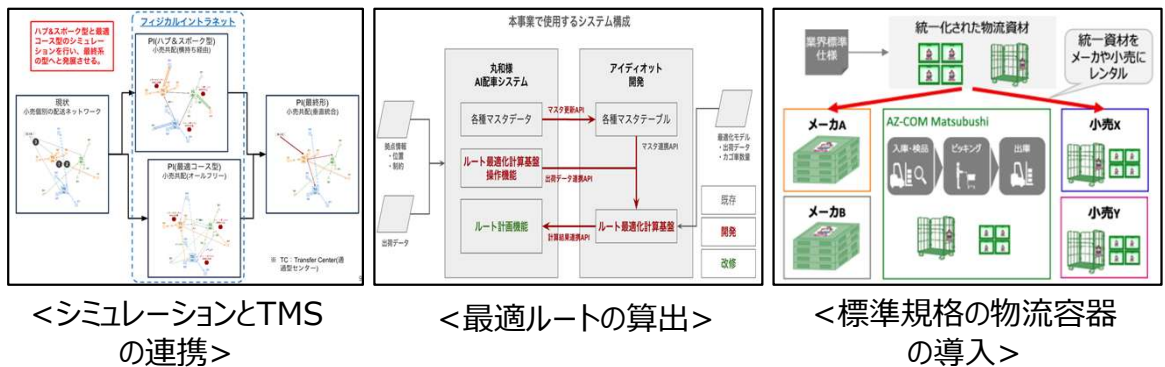 ハブ&スポーク型と最適
コース型のシミュレー
ションを行い、最終系
の型へと発展させる。
フィジカルイントラネット
PI(ハブ&スポーク型)
小売共配(横持ち経由)
現状
小売個別の配送ネットワーク
PI(最終形)
小売共配(垂直統合)
PI(最適コース型)
小売共配(オールフリー)
※ TC:Transfer Center(通
過型センター)
<シミュレーションとTMS
の連携>
本事業で使用するシステム構成
丸和様
AI配車システム
アイディオット
開発
各種マスタデータ
マスタ更新API
各種マスタテーブル
拠点情報
・位置
・制約
マスタ連携API
最適化モデル
・出荷データ
・カゴ車数量
ルート最適化計算基盤
操作機能
出荷データ連携API
ルート計画機能
計算結果連携API
ルート最適化計算基盤
出荷データ
既存
開発
改修
<最適ルートの算出>
業界標準
仕様
統一化された物流資材
統一資材を
メーカや小売に
レンタル
メーカA
AZ-COM Matsubushi
入庫・検品
ピッキング
出庫
小売X
メーカB
小売Y
<標準規格の物流容器
の導入>